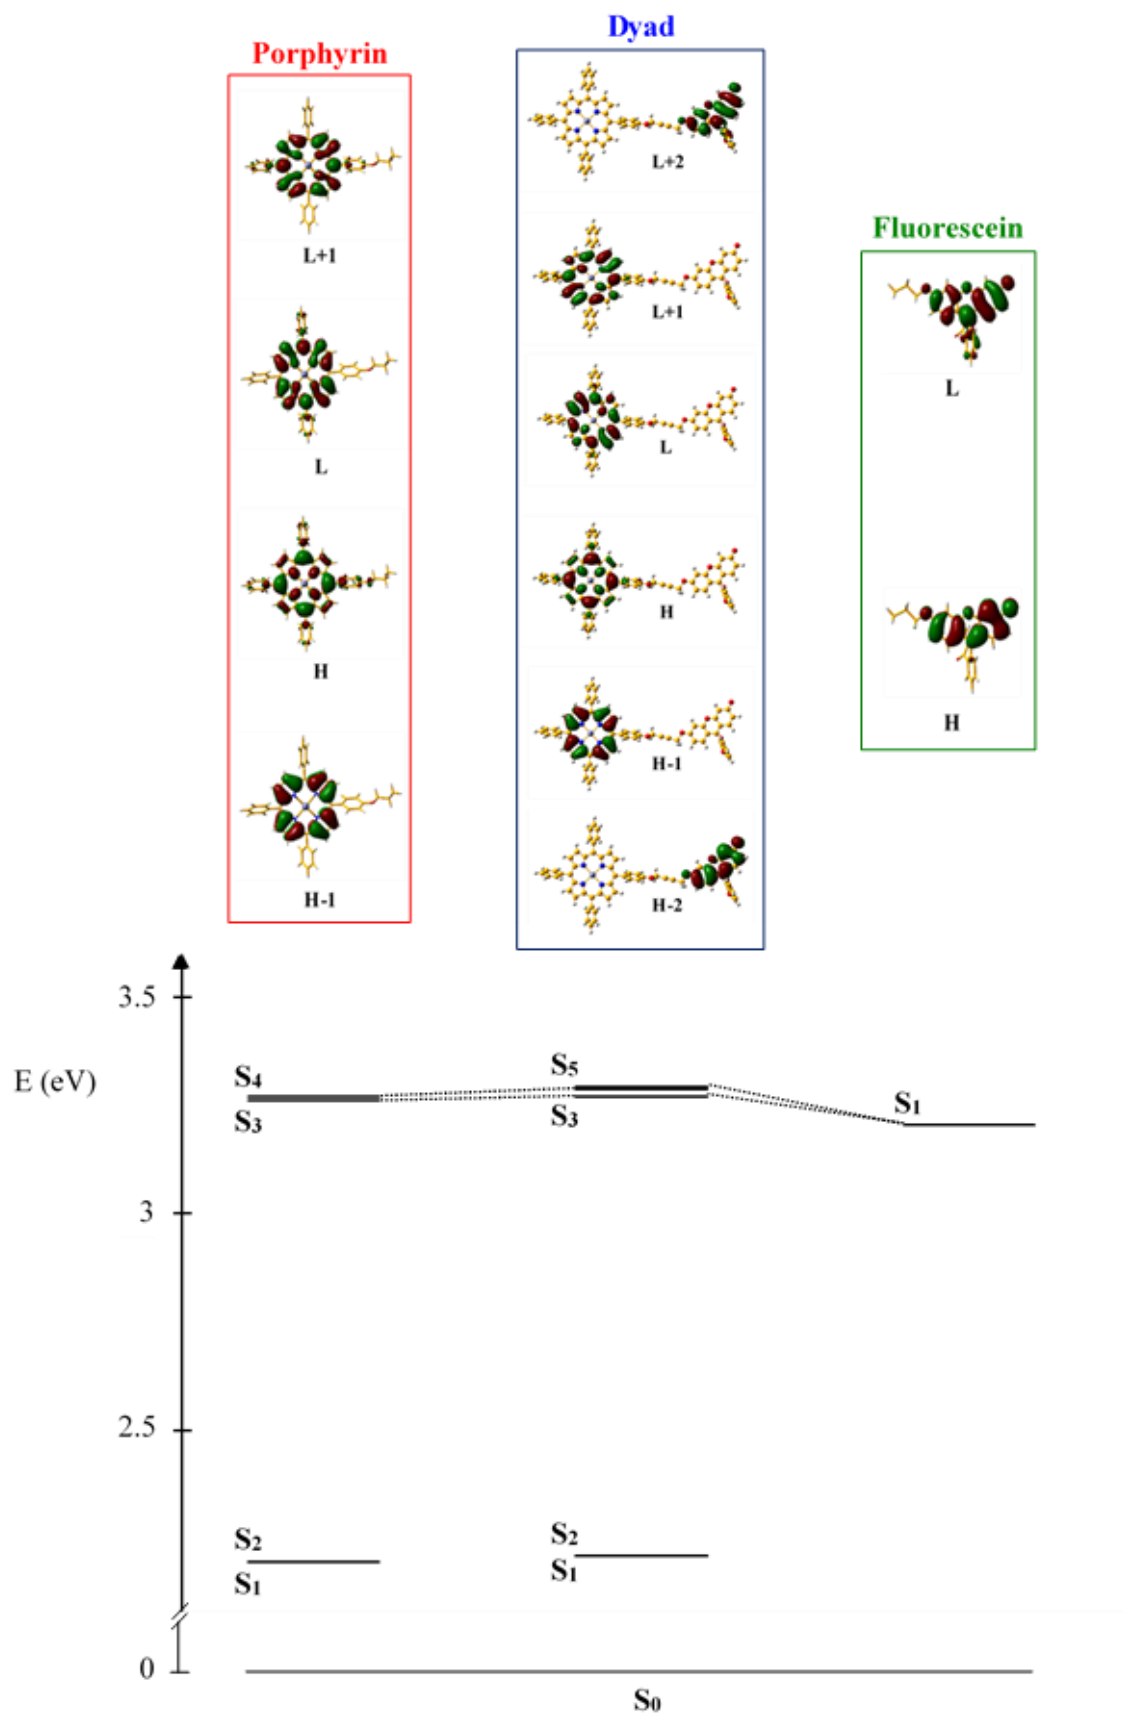 Porphyrin
L+1
L
H
H-1
Dyad
L+2
L+1
L
H
H-1
H-2
Fluorescein
L
H
E (eV)
3.5
3
2.5
0
S4
S3
S2
S1
S5
S3
S2
S1
S1
S0